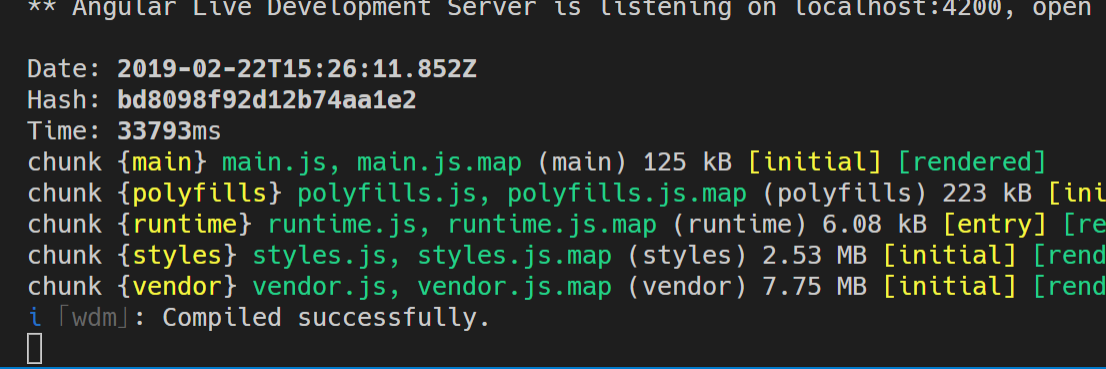 ** Angular Live Development Server is listening on localhost:4200, open
Date: 2019-02-22T15:26:11.852Z
Hash: bd8098f92d12b74aa1e2
Time: 33793ms
chunk {main} main.js, main.js.map (main) 125 kB [initial] [rendered]
chunk {polyfills} polyfills.js, polyfills.js.map (polyfills) 223 kB [ini
chunk {runtime} runtime.js, runtime.js.map (runtime) 6.08 kB [entry] [re
chunk {styles} styles.js, styles.js.map (styles) 2.53 MB [initial] [rend
chunk {vendor} vendor.js, vendor.js.map (vendor) 7.75 MB [initial] [rend
i ｢wdm｣: Compiled successfully.